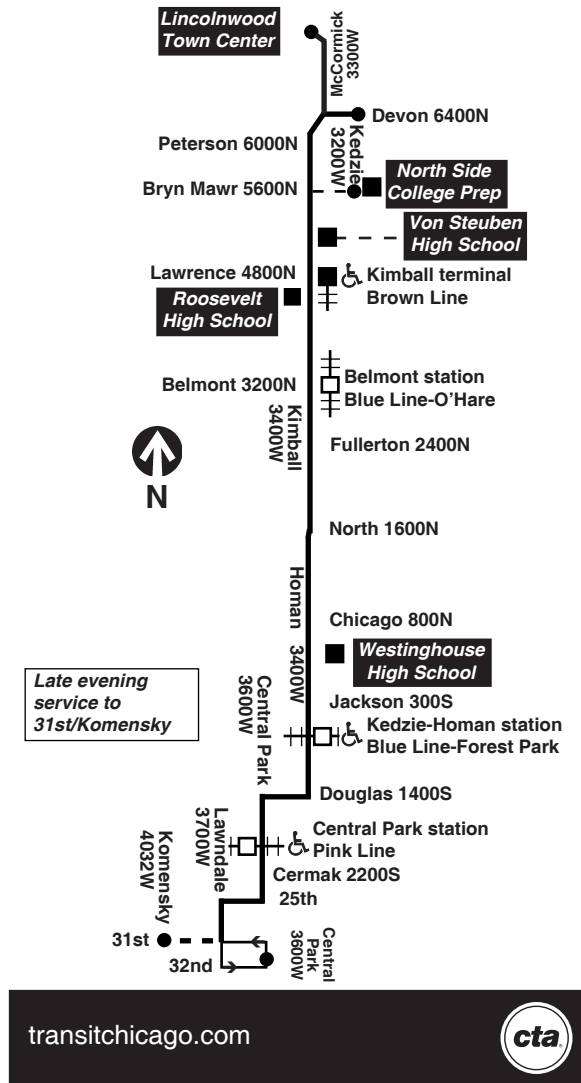 Lincolnwood
Town Center
McCormick
3300W
Devon 6400N
Peterson 6000N
Kedzie
3200W
North Side
College Prep
Bryn Mawr 5600N
Von Steuben
High School
Lawrence 4800N
Kimball terminal
Brown Line
Roosevelt
High School
Belmont station
Blue Line-O'Hare
Belmont 3200N
Kimball
3400W
Fullerton 2400N
N
North 1600N
Homan 3400W
Chicago 800N
Westinghouse
High School
Late evening
service to
31st/Komensky
Central Park
3600W
Jackson 300S
Kedzie-Homan station
Blue Line-Forest Park
Douglas 1400S
Lawndale
3700W
Central Park station
Pink Line
Komensky
4032W
Cermak 2200S
25th
31st
32nd
Central
Park
3600W
transitchicago.com
cta